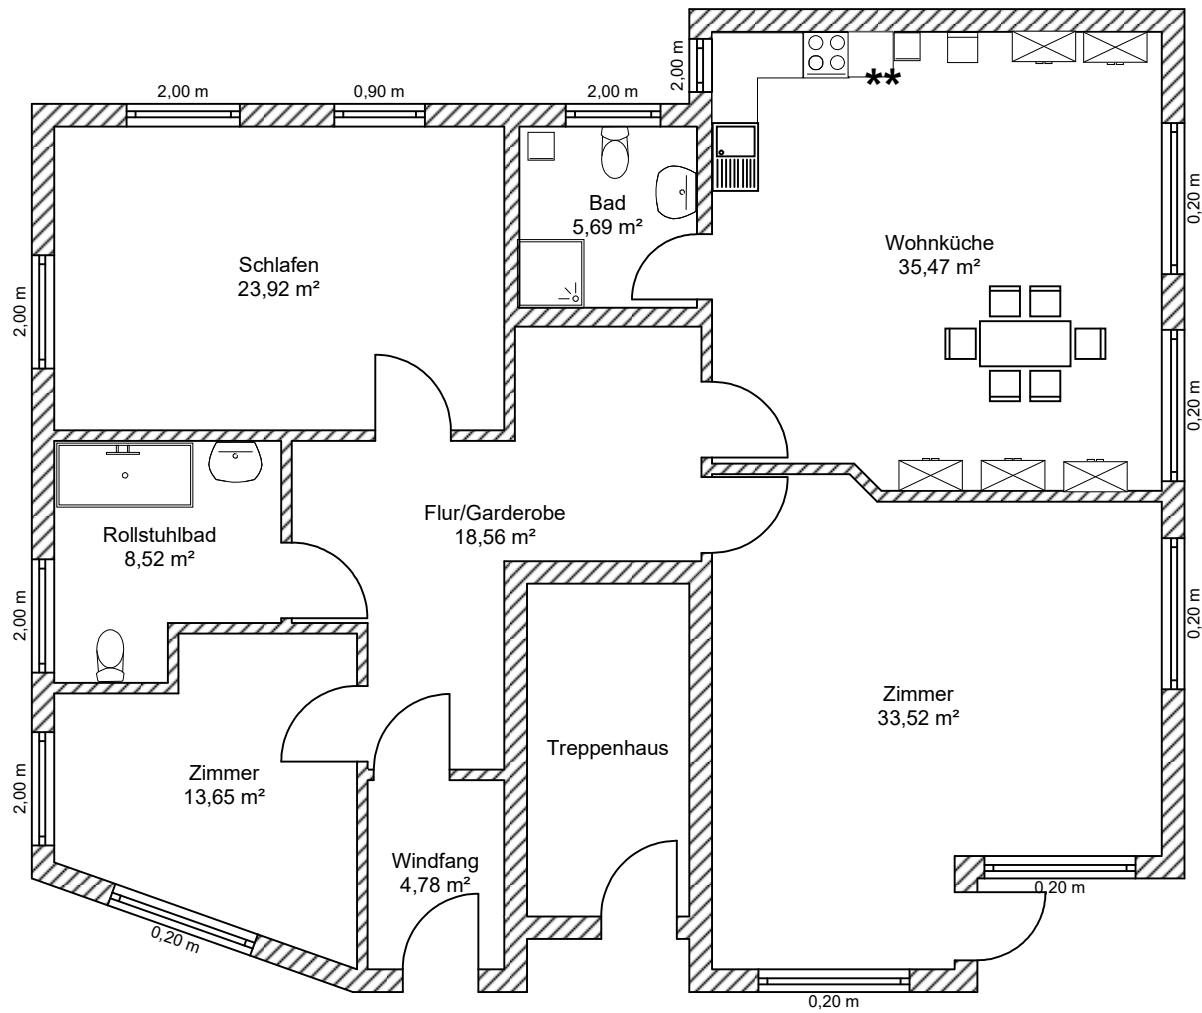 2,00 m
2,00 m
0,90 m
2,00 m
**
0,20 m
Bad
5,69 m²
Wohnküche
35,47 m²
Schlafen
23,92 m²
2,00 m
0,20 m
Flur/Garderobe
18,56 m²
Rollstuhlbad
8,52 m²
2,00 m
0,20 m
Zimmer
33,52 m²
Treppenhaus
Zimmer
13,65 m²
2,00 m
Windfang
4,78 m²
0,20 m
0,20 m
0,20 m